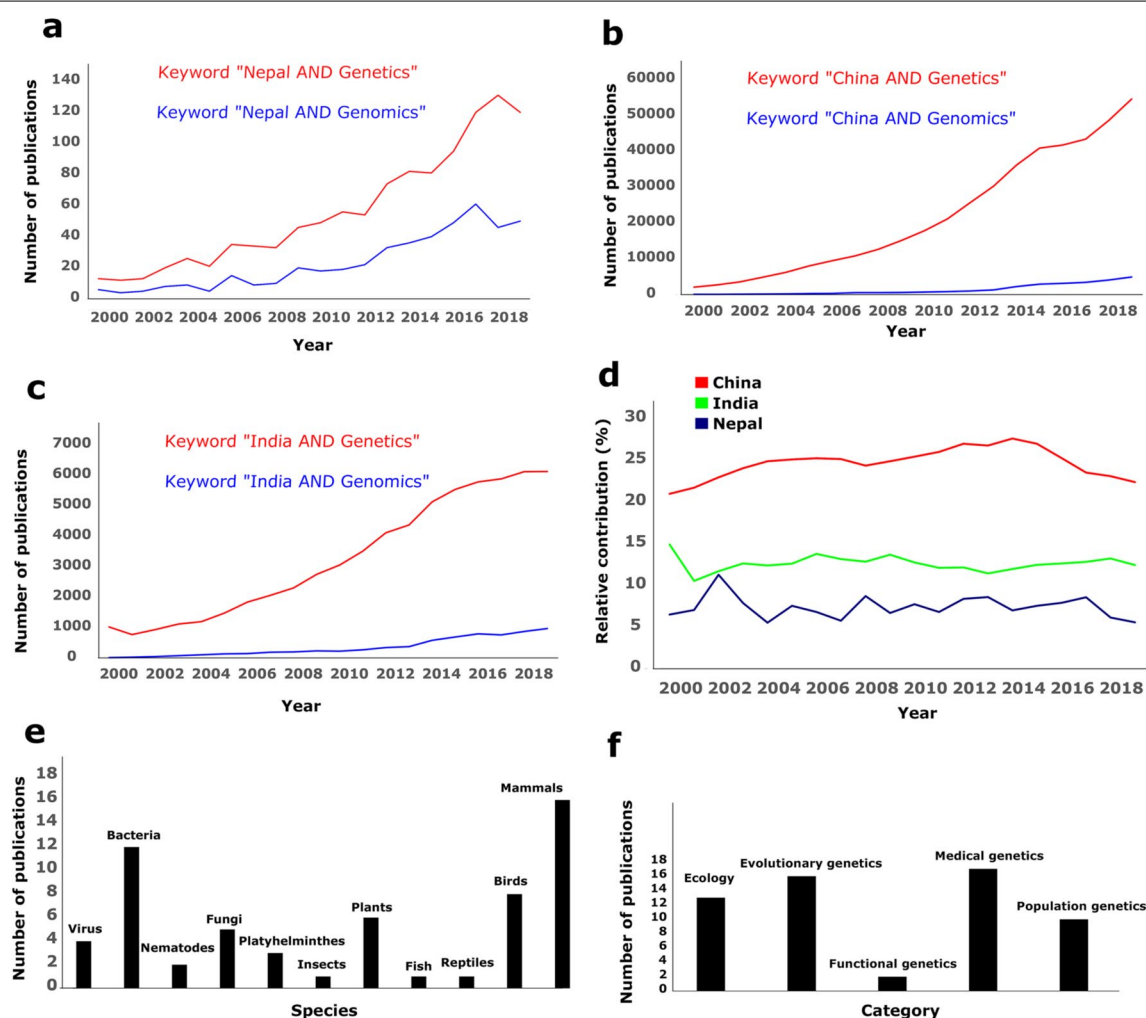 a
140
120
100
80
60
40
20
0
Number of publications
Keyword "Nepal AND Genetics"
Keyword "Nepal AND Genomics"
2000 2002 2004 2006 2008 2010 2012 2014 2016 2018
Year
b
60000
50000
40000
30000
20000
10000
0
Number of publications
Keyword "China AND Genetics"
Keyword "China AND Genomics"
2000 2002 2004 2006 2008 2010 2012 2014 2016 2018
Year
c
7000
6000
5000
4000
3000
2000
1000
0
Number of publications
Keyword "India AND Genetics"
Keyword "India AND Genomics"
2000 2002 2004 2006 2008 2010 2012 2014 2016 2018
Year
d
China
India
Nepal
30
25
20
15
10
5
0
Relative contribution (%)
2000 2002 2004 2006 2008 2010 2012 2014 2016 2018
Year
e
18
16
14
12
10
8
6
4
2
0
Number of publications
Virus
Bacteria
Nematodes
Fungi
Platyhelminthes
Insects
Plants
Fish
Reptiles
Birds
Mammals
Species
f
18
16
14
12
10
8
6
4
2
0
Number of publications
Ecology
Evolutionary genetics
Functional genetics
Medical genetics
Population genetics
Category